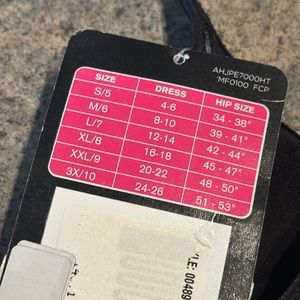 AHJPE7000HT
MF0100 FCP
SIZE DRESS HIP SIZE
S/5 4-6 34 - 38"
M/6 8-10 39 - 41"
L/7 12-14 42 - 44"
XL/8 16-18 45 - 47"
XXL/9 20-22 48 - 50"
3X/10 24-26 51 - 53"